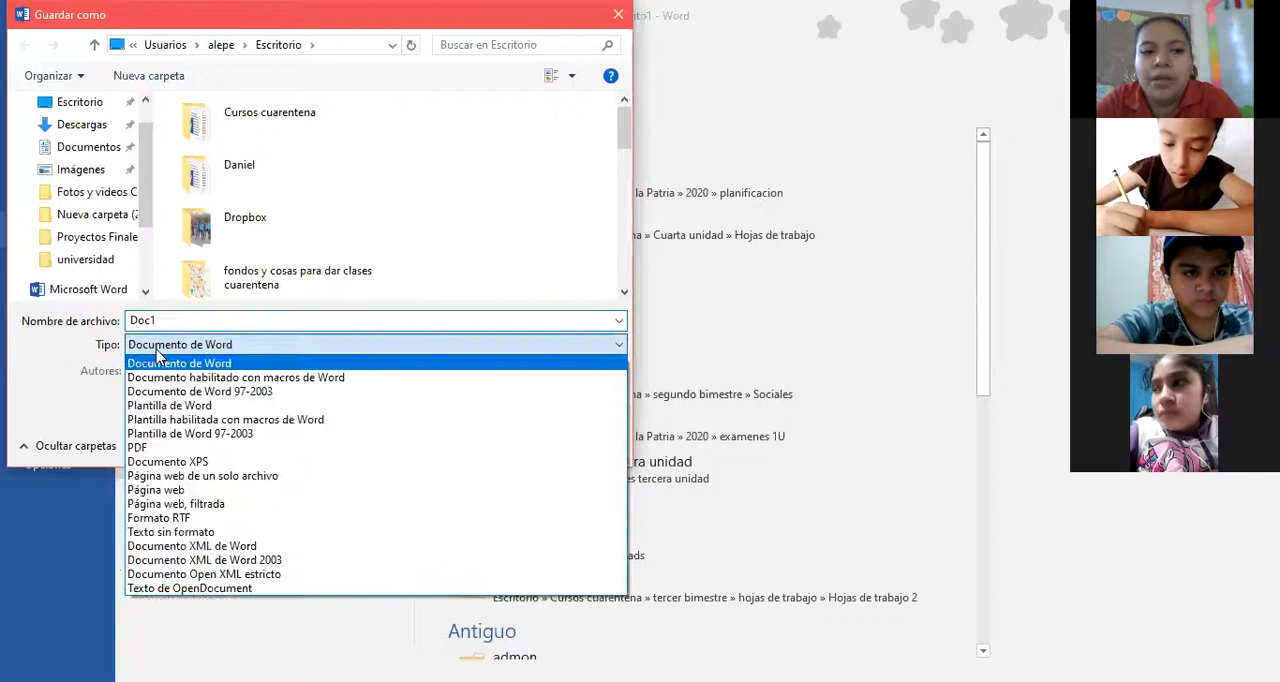 Guardar como
nto1 - Word
« Usuarios › alepe › Escritorio ›
Buscar en Escritorio
Organizar
Nueva carpeta
Escritorio
Descargas
Documentos
Imágenes
Fotos y videos C
Nueva carpeta (2
Proyectos Finale
universidad
Microsoft Word
Cursos cuarentena
Daniel
Dropbox
fondos y cosas para dar clases
cuarentena
la Patria » 2020 » planificacion
na » Cuarta unidad » Hojas de trabajo
Nombre de archivo: Doc1
Tipo: Documento de Word
Autores:
Documento de Word
Documento habilitado con macros de Word
Documento de Word 97-2003
Plantilla de Word
Plantilla habilitada con macros de Word
Plantilla de Word 97-2003
PDF
Documento XPS
Página web de un solo archivo
Página web
Página web, filtrada
Formato RTF
Texto sin formato
Documento XML de Word
Documento XML de Word 2003
Documento Open XML estricto
Texto de OpenDocument
Ocultar carpetas
» segundo bimestre » Sociales
la Patria » 2020 » examenes 1U
ra unidad
es tercera unidad
ads
Escritorio » Cursos cuarentena » tercer bimestre » hojas de trabajo » Hojas de trabajo 2
Antiguo
admon